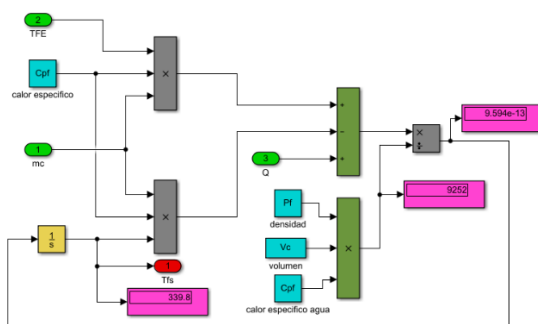 2
TFE
Cpf
calor especifico
×
1
mc
×
1
s
1
Tfs
339.8
+
−
+
3
Q
Pf
densidad
Vc
volumen
Cpf
calor especifico agua
×
×
÷
9.594e-13
9252